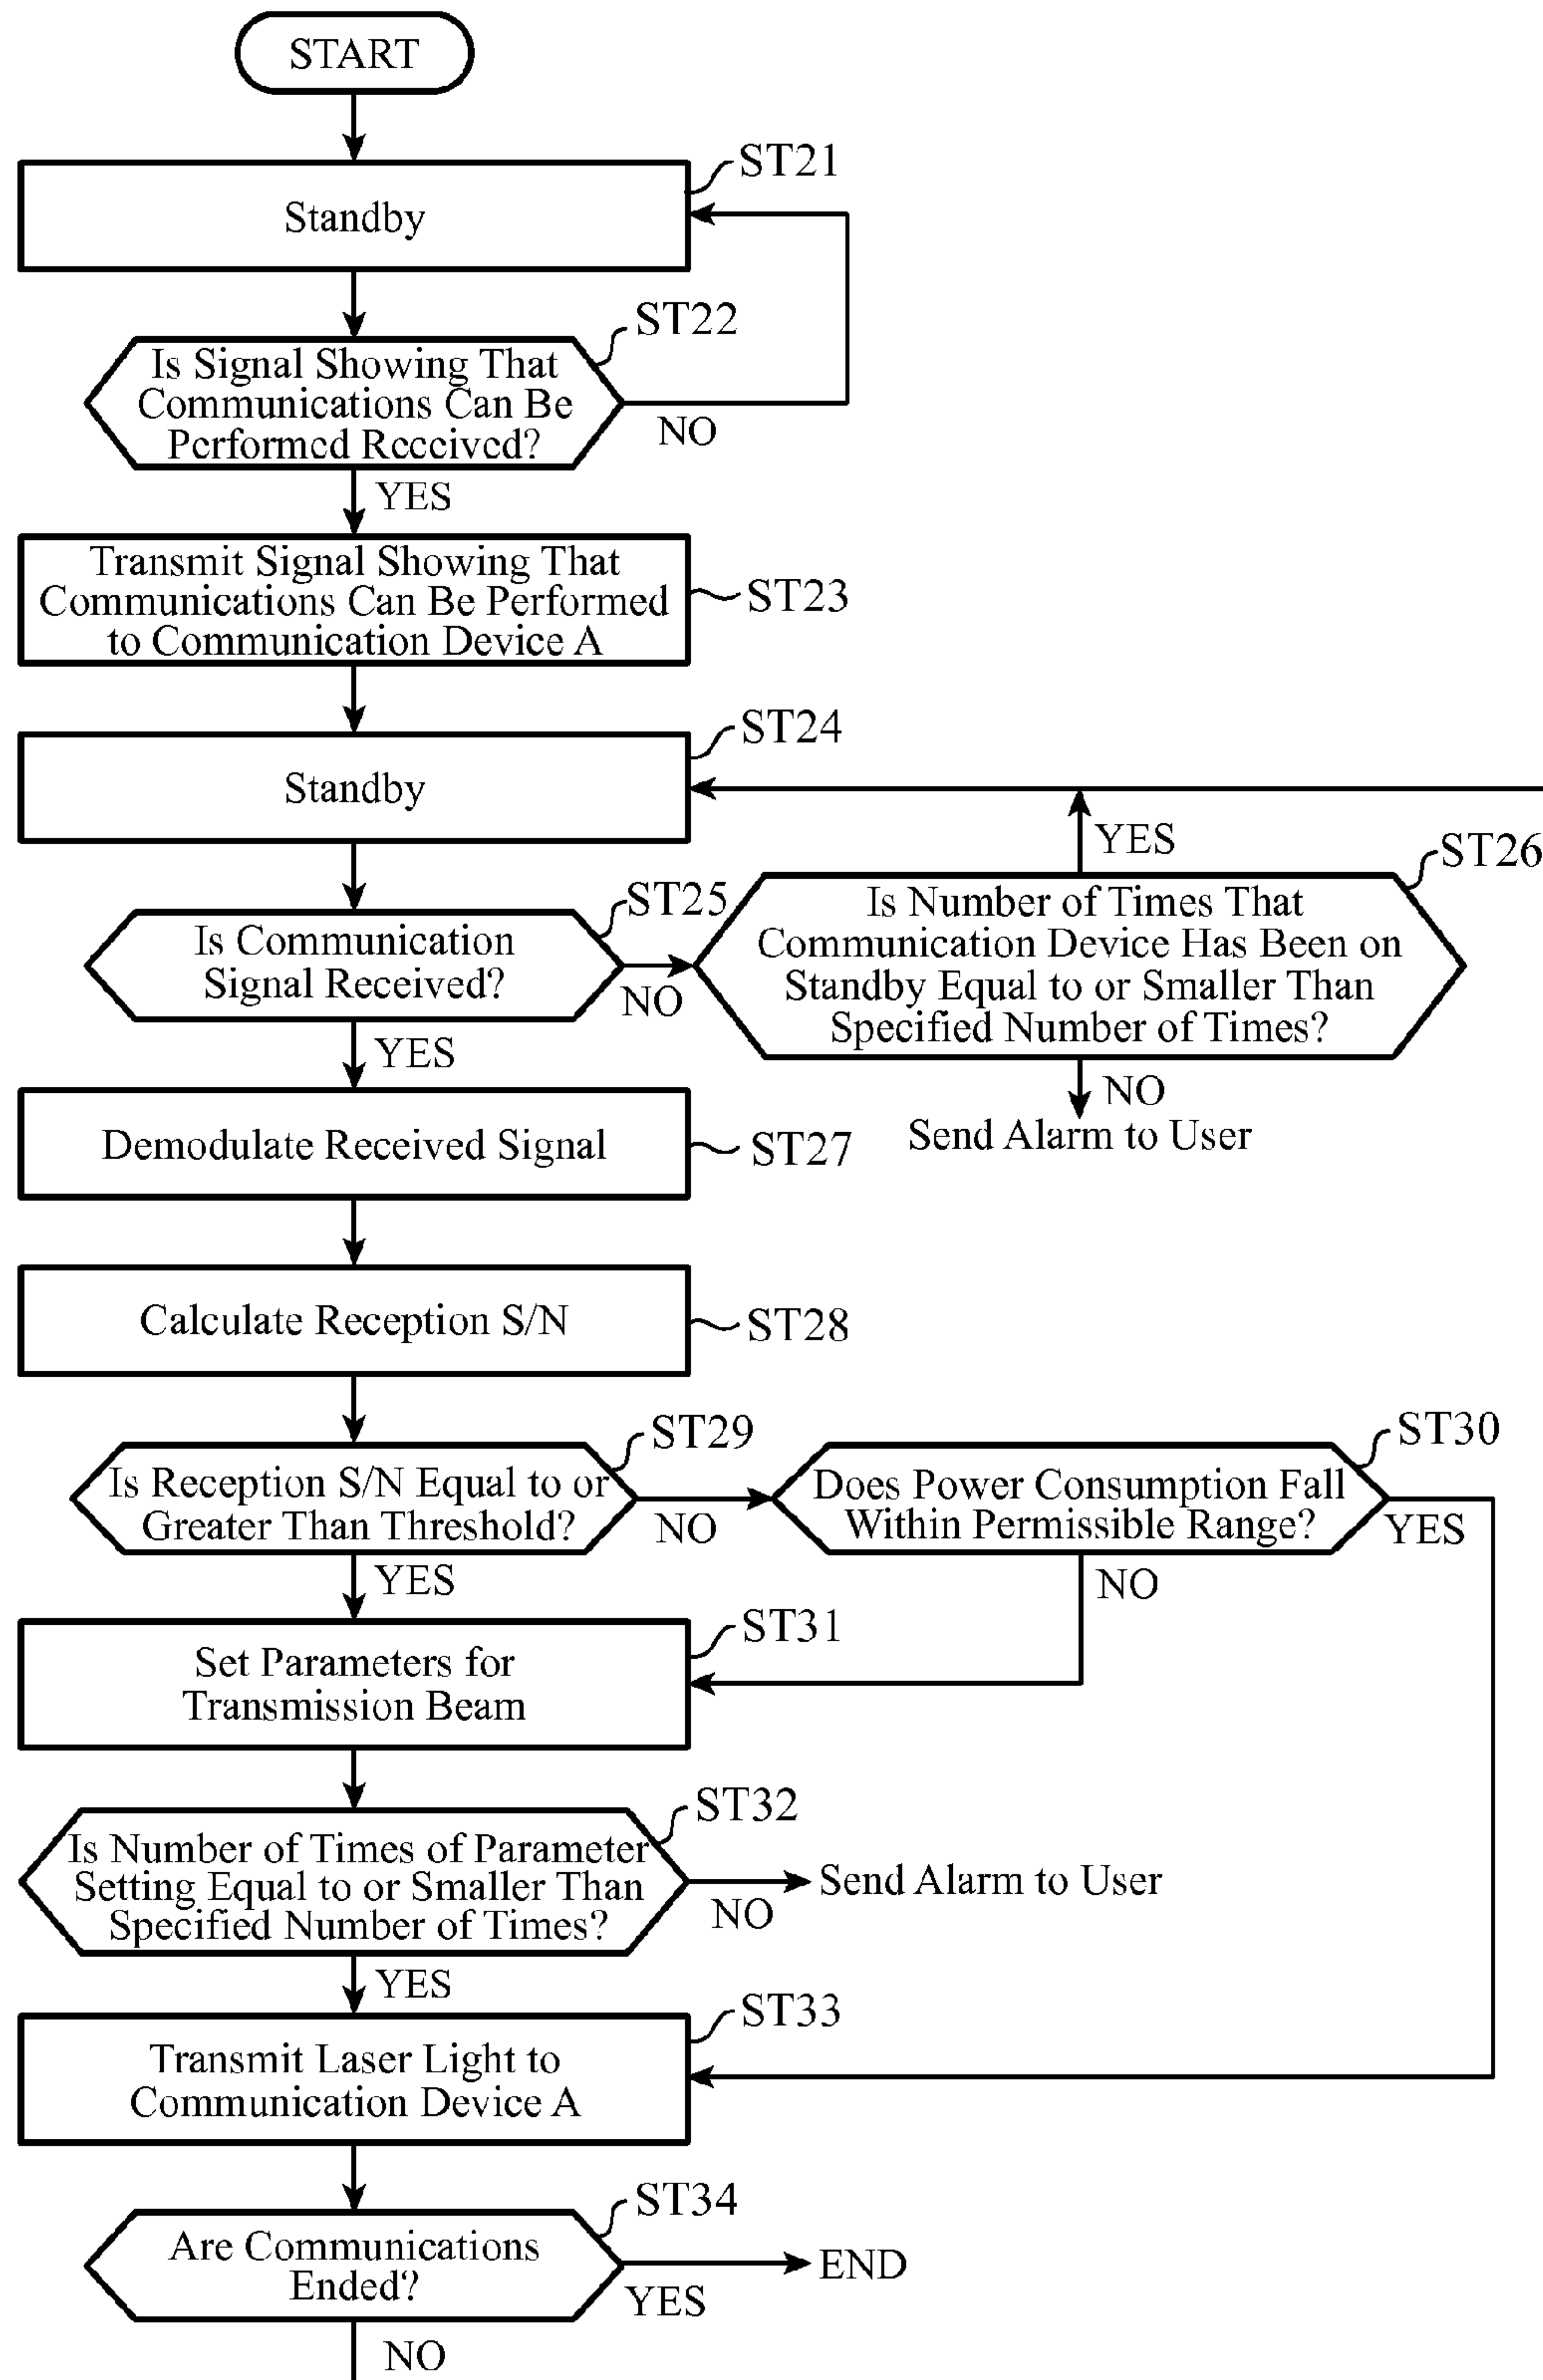 START
ST21
Standby
ST22
Is Signal Showing That
Communications Can Be
Performed Received?
NO
YES
Transmit Signal Showing That
Communications Can Be Performed
to Communication Device A
ST23
ST24
Standby
YES
ST26
ST25
Is Communication
Signal Received?
NO
Is Number of Times That
Communication Device Has Been on
Standby Equal to or Smaller Than
Specified Number of Times?
YES
NO
Send Alarm to User
Demodulate Received Signal
ST27
Calculate Reception S/N
ST28
ST29
ST30
Is Reception S/N Equal to or
Greater Than Threshold?
NO
Does Power Consumption Fall
Within Permissible Range?
YES
YES
NO
ST31
Set Parameters for
Transmission Beam
ST32
Is Number of Times of Parameter
Setting Equal to or Smaller Than
Specified Number of Times?
NO
Send Alarm to User
YES
ST33
Transmit Laser Light to
Communication Device A
ST34
Are Communications
Ended?
YES
END
NO